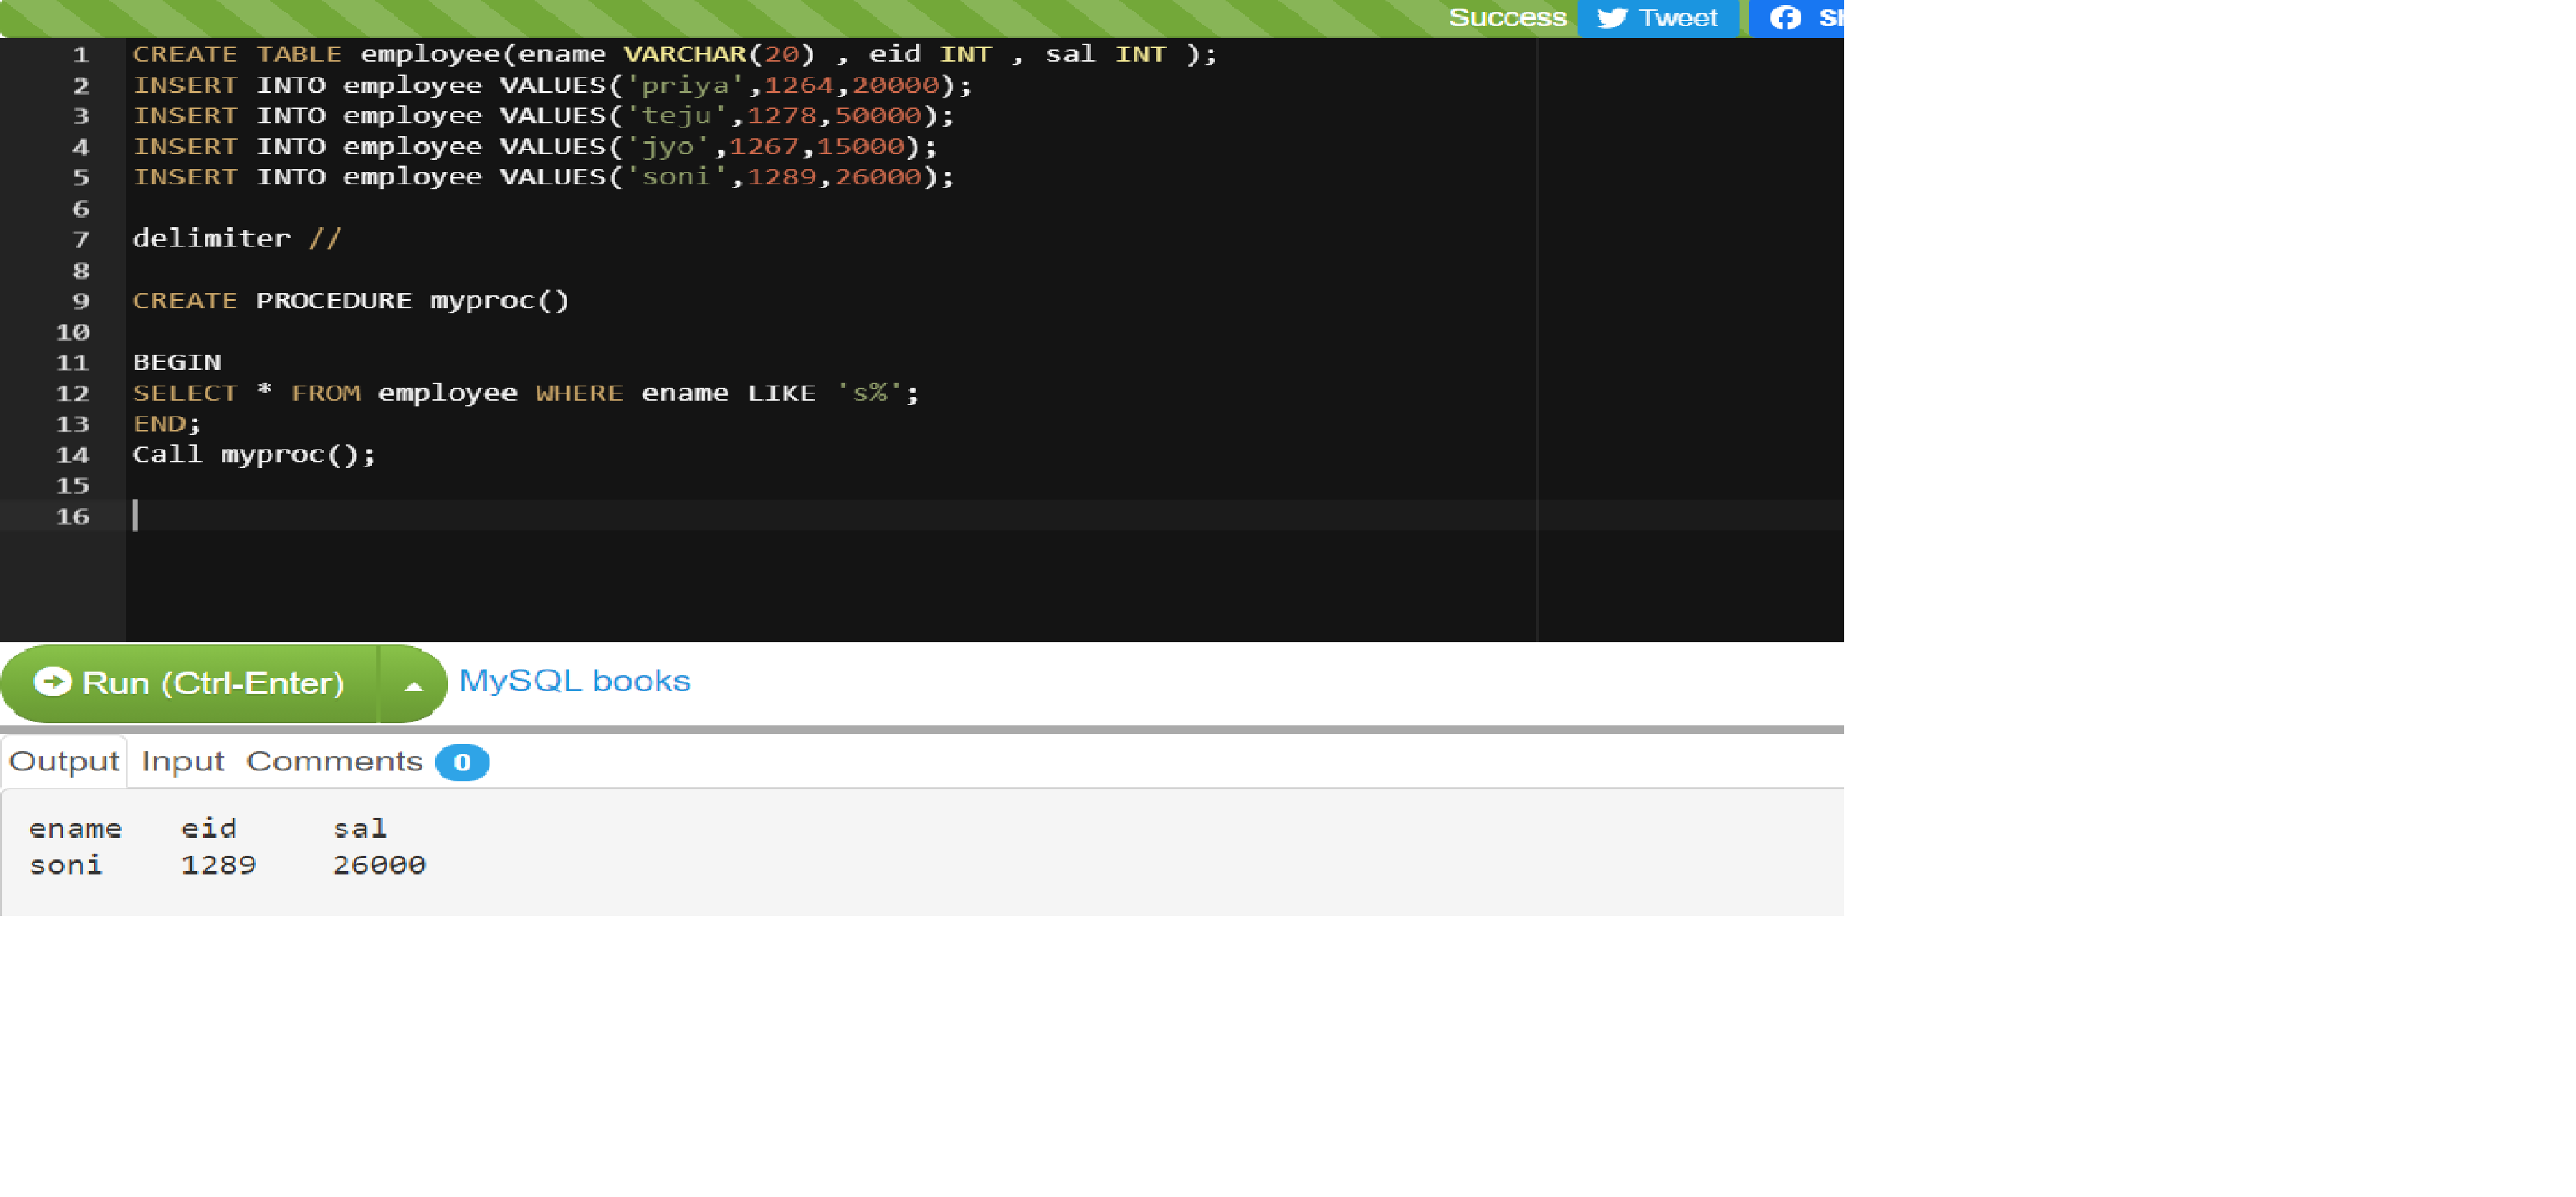 Success Tweet
1 CREATE TABLE employee(ename VARCHAR(20) , eid INT , sal INT );
2 INSERT INTO employee VALUES('priya',1264,20000);
3 INSERT INTO employee VALUES('teju',1278,50000);
4 INSERT INTO employee VALUES('jyo',1267,15000);
5 INSERT INTO employee VALUES('soni',1289,26000);
6
7 delimiter //
8
9 CREATE PROCEDURE myproc()
10
11 BEGIN
12 SELECT * FROM employee WHERE ename LIKE 's%';
13 END;
14 Call myproc();
15
16
Run (Ctrl-Enter) MySQL books
Output Input Comments 0
ename eid sal
soni 1289 26000